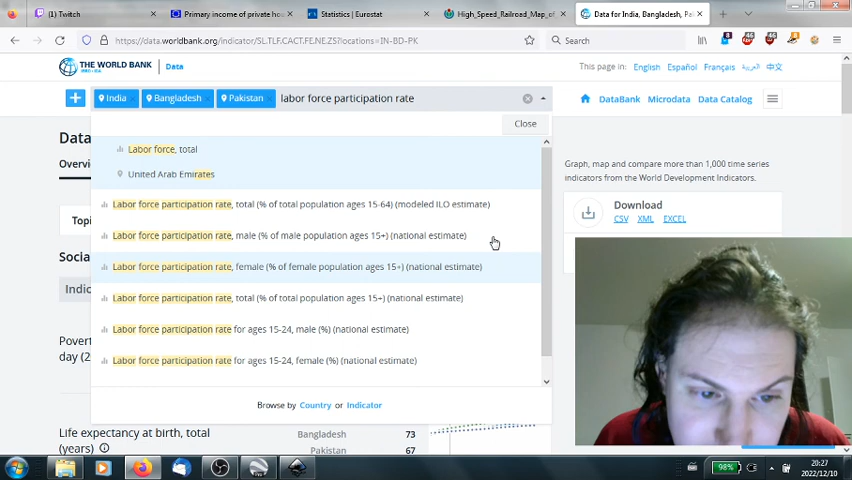 (1) Twitch
Primary income of private hou
Statistics | Eurostat
High_Speed_Railroad_Map_of
Data for India, Bangladesh, Pa
https://data.worldbank.org/indicator/SL.TLF.CACT.FE.NE.ZS?locations=IN-BD-PK
Search
THE WORLD BANK
IBRD • IDA
Data
This page in:
English
Español
Français
العربية
中文
India
Bangladesh
Pakistan
labor force participation rate
DataBank
Microdata
Data Catalog
Close
Data
Overvi
Labor force, total
United Arab Emirates
Labor force participation rate, total (% of total population ages 15-64) (modeled ILO estimate)
Labor force participation rate, male (% of male population ages 15+) (national estimate)
Labor force participation rate, female (% of female population ages 15+) (national estimate)
Labor force participation rate, total (% of total population ages 15+) (national estimate)
Labor force participation rate for ages 15-24, male (%) (national estimate)
Labor force participation rate for ages 15-24, female (%) (national estimate)
Browse by Country or Indicator
Graph, map and compare more than 1,000 time series
indicators from the World Development Indicators.
Download
CSV
XML
EXCEL
Topi
Socia
Indic
Povert
day (2
Life expectancy at birth, total
(years)
Bangladesh
73
Pakistan
67
98%
20:27
2022/12/10